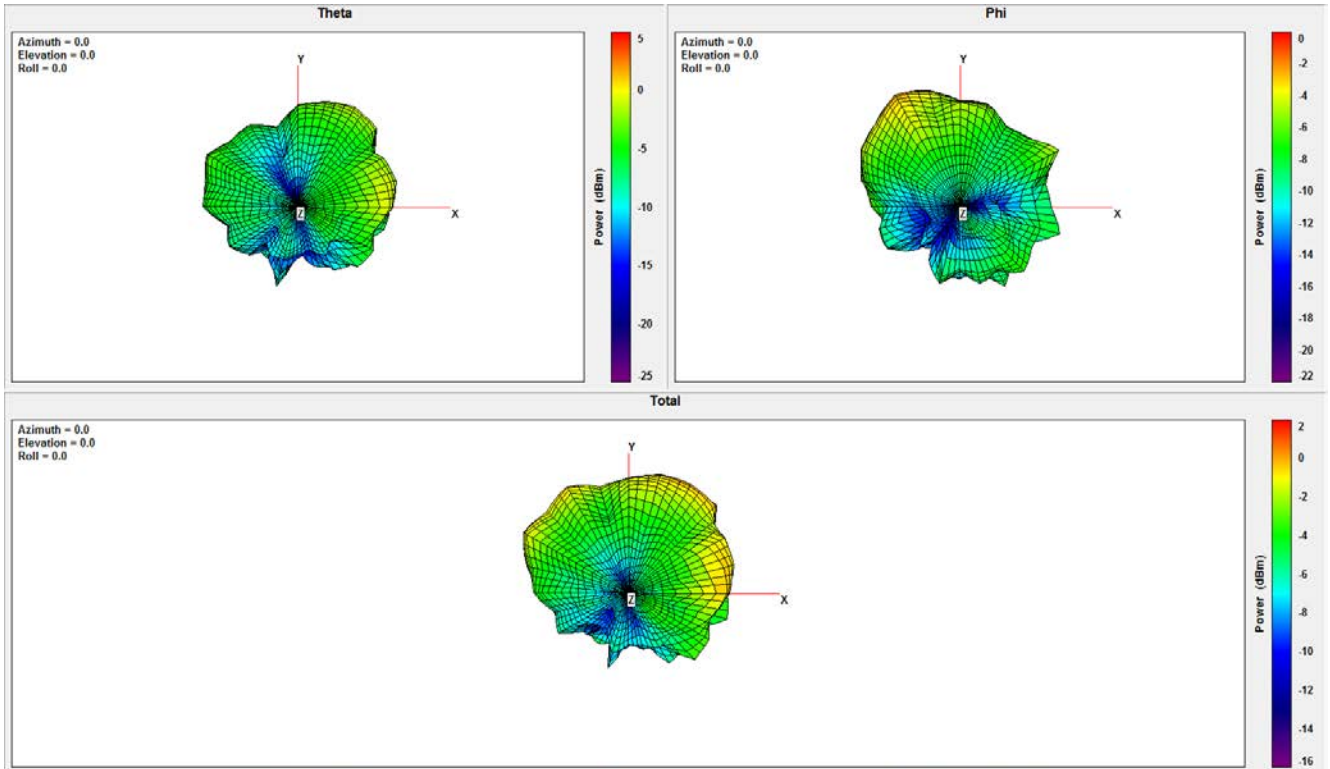 Theta
Azimuth = 0.0
Elevation = 0.0
Roll = 0.0
Y
X
Z
5
0
-5
-10
-15
-20
-25
Power (dBm)
Phi
Azimuth = 0.0
Elevation = 0.0
Roll = 0.0
Y
X
Z
0
-2
-4
-6
-8
-10
-12
-14
-16
-18
-20
-22
Power (dBm)
Total
Azimuth = 0.0
Elevation = 0.0
Roll = 0.0
Y
X
Z
2
0
-2
-4
-6
-8
-10
-12
-14
-16
Power (dBm)